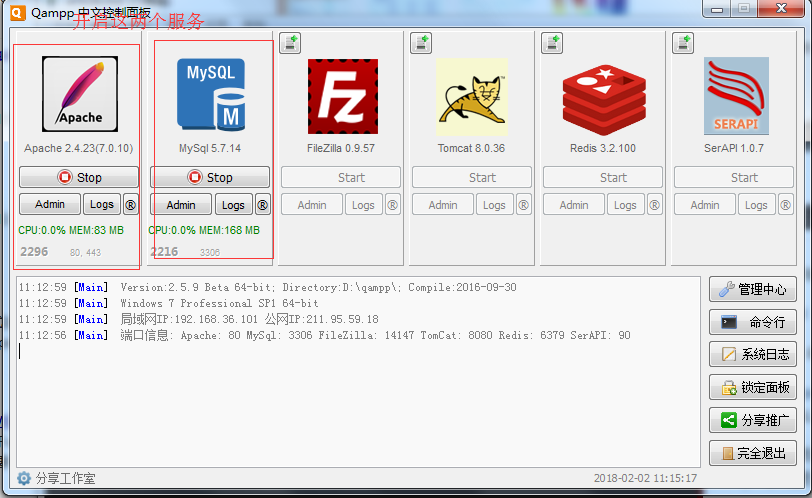 Qampp 中文控制面板
开启这两个服务
Apache
MySQL
M
Fz
SERAPI
Apache 2.4.23(7.0.10)
MySql 5.7.14
FileZilla 0.9.57
Tomcat 8.0.36
Redis 3.2.100
SerAPI 1.0.7
Stop
Stop
Start
Start
Start
Start
Admin Logs ®
Admin Logs ®
Admin Logs ®
Admin Logs ®
Admin Logs ®
Admin Logs ®
CPU:0.0% MEM:83 MB
CPU:0.0% MEM:168 MB
2296 80, 443
2216 3306
11:12:59 [Main] Version:2.5.9 Beta 64-bit; Directory:D:\qampp\; Compile:2016-09-30
11:12:59 [Main] Windows 7 Professional SP1 64-bit
11:12:59 [Main] 局域网IP:192.168.36.101 公网IP:211.95.59.18
11:12:56 [Main] 端口信息: Apache: 80 MySql: 3306 FileZilla: 14147 TomCat: 8080 Redis: 6379 SerAPI: 90
管理中心
命令行
系统日志
锁定面板
分享推广
完全退出
分享工作室
2018-02-02 11:15:17